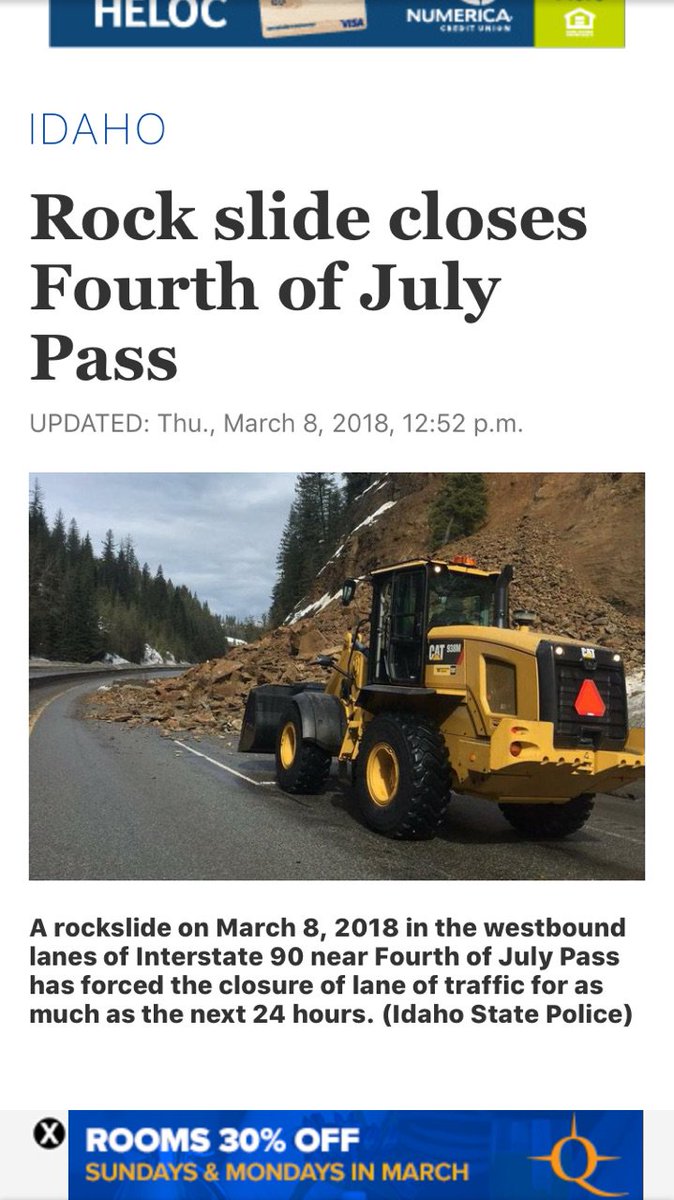 HELOC
VISA
NUMERICA
CREDIT UNION
IDAHO
Rock slide closes
Fourth of July
Pass
UPDATED: Thu., March 8, 2018, 12:52 p.m.
CAT 938M
CAT
A rockslide on March 8, 2018 in the westbound
lanes of Interstate 90 near Fourth of July Pass
has forced the closure of lane of traffic for as
much as the next 24 hours. (Idaho State Police)
X
ROOMS 30% OFF
SUNDAYS & MONDAYS IN MARCH
Q